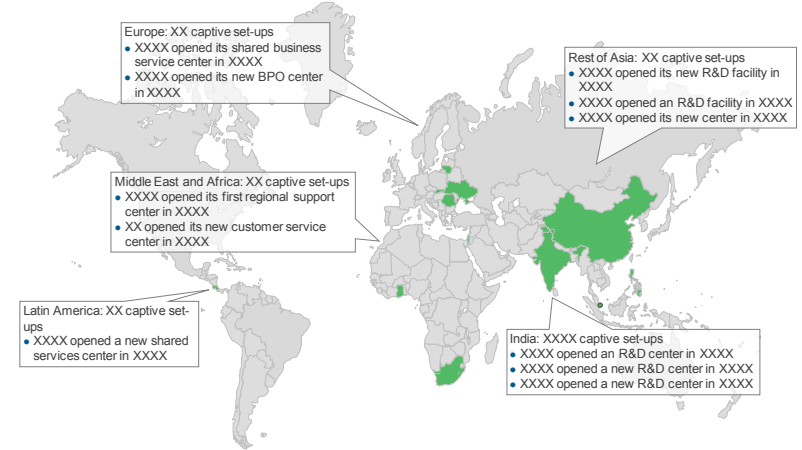 Europe: XX captive set-ups
• XXXX opened its shared business
service center in XXXX
• XXXX opened its new BPO center
in XXXX
Rest of Asia: XX captive set-ups
• XXXX opened its new R&D facility in
XXXX
• XXXX opened an R&D facility in XXXX
• XXXX opened its new center in XXXX
Middle East and Africa: XX captive set-ups
• XXXX opened its first regional support
center in XXXX
• XX opened its new customer service
center in XXXX
Latin America: XX captive set-
ups
• XXXX opened a new shared
services center in XXXX
India: XXXX captive set-ups
• XXXX opened an R&D center in XXXX
• XXXX opened a new R&D center in XXXX
• XXXX opened a new R&D center in XXXX